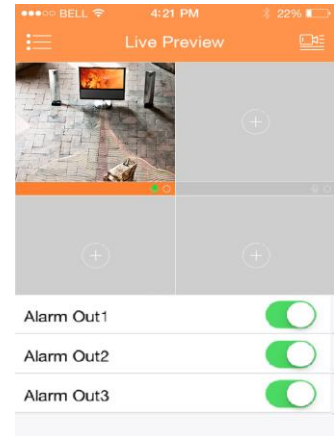 BELL 4:21 PM 22%
Live Preview
Alarm Out1
Alarm Out2
Alarm Out3